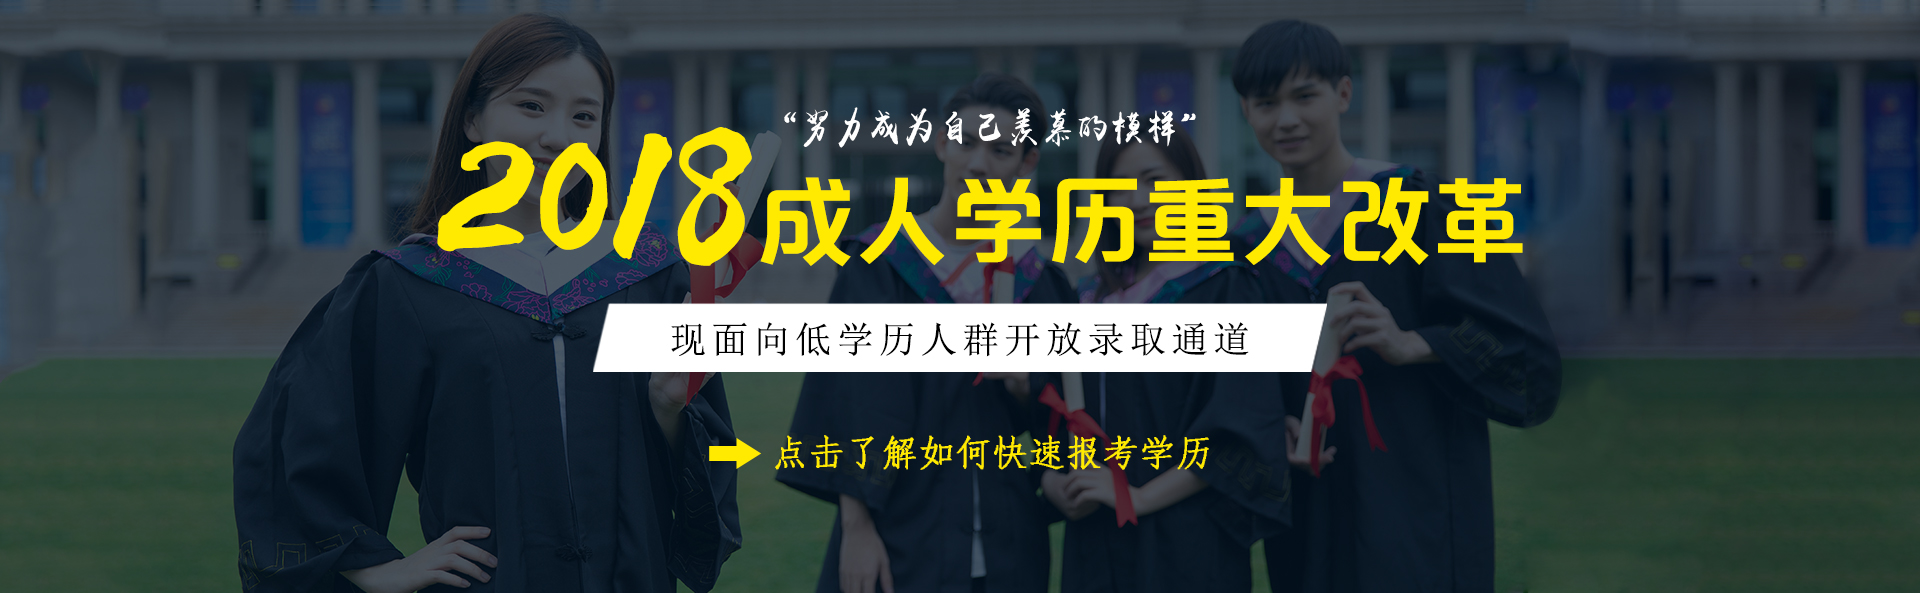 “努力成为自己羡慕的模样”
2018成人学历重大改革
现面向低学历人群开放录取通道
点击了解如何快速报考学历